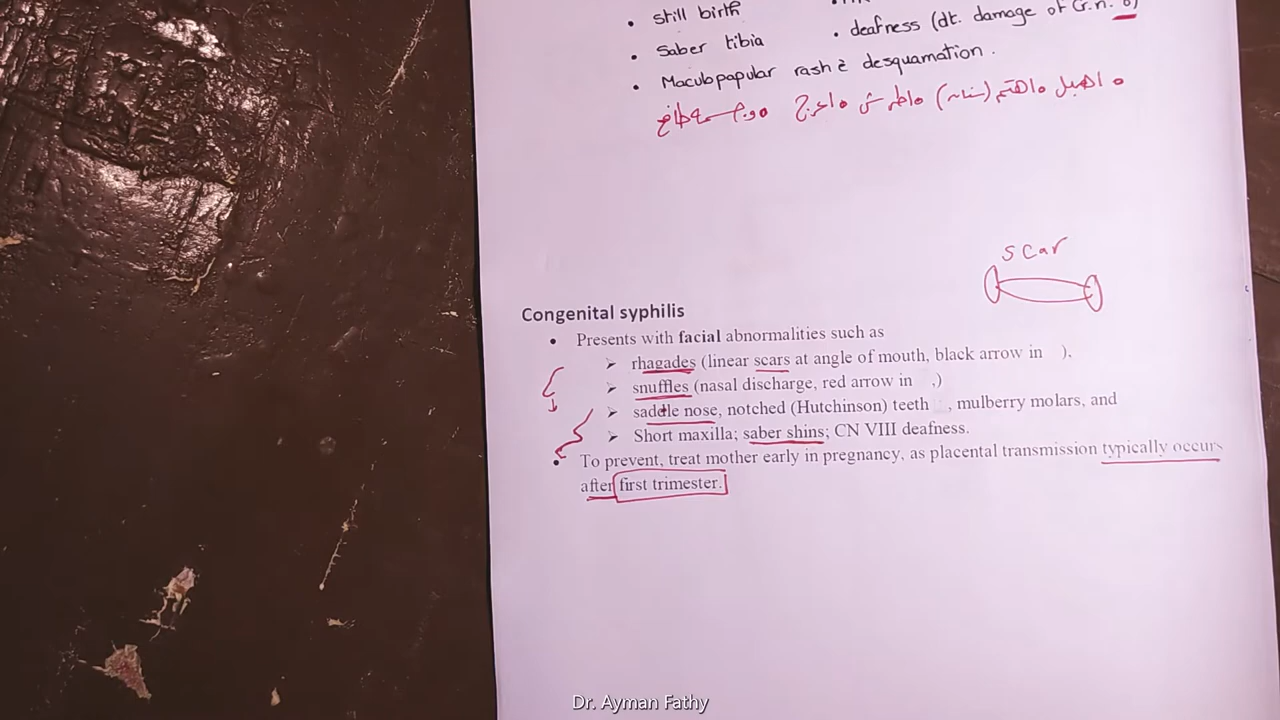 • still birth
• deafness (dt. damage of Cr.n. 8)
• Saber tibia
• Maculopapular rash c̄ desquamation.
scar
Congenital syphilis
• Presents with facial abnormalities such as
➢ rhagades (linear scars at angle of mouth, black arrow in ).
➢ snuffles (nasal discharge, red arrow in .)
➢ saddle nose, notched (Hutchinson) teeth , mulberry molars, and
➢ Short maxilla; saber shins; CN VIII deafness.
• To prevent, treat mother early in pregnancy, as placental transmission typically occurs
after first trimester.
Dr. Ayman Fathy